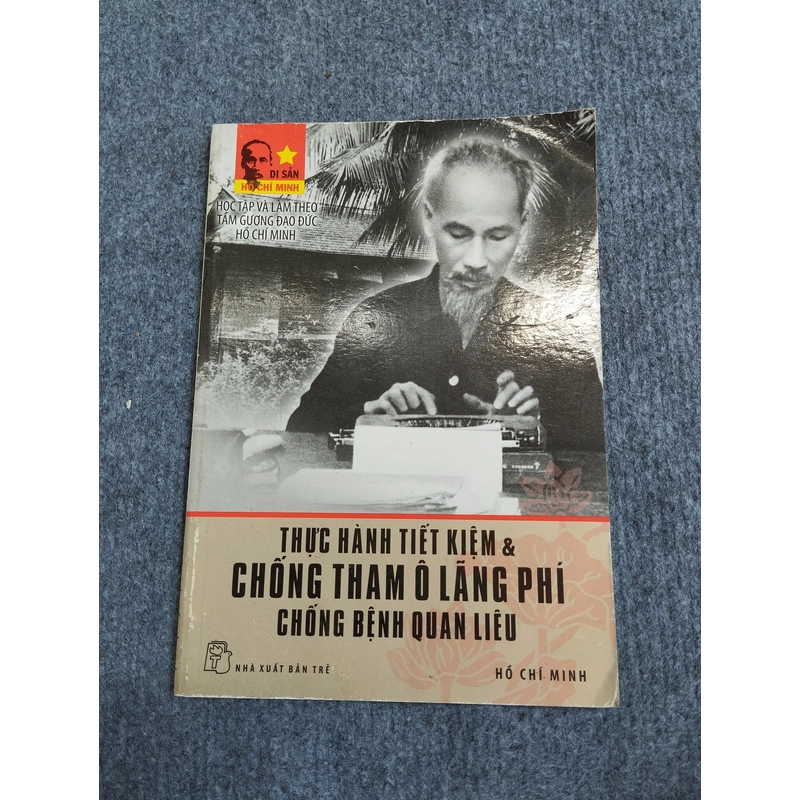 DI SẢN
HỒ CHÍ MINH
HỌC TẬP VÀ LÀM THEO
TẤM GƯƠNG ĐẠO ĐỨC
HỒ CHÍ MINH
THỰC HÀNH TIẾT KIỆM &
CHỐNG THAM Ô LÃNG PHÍ
CHỐNG BỆNH QUAN LIÊU
NHÀ XUẤT BẢN TRẺ
HỒ CHÍ MINH